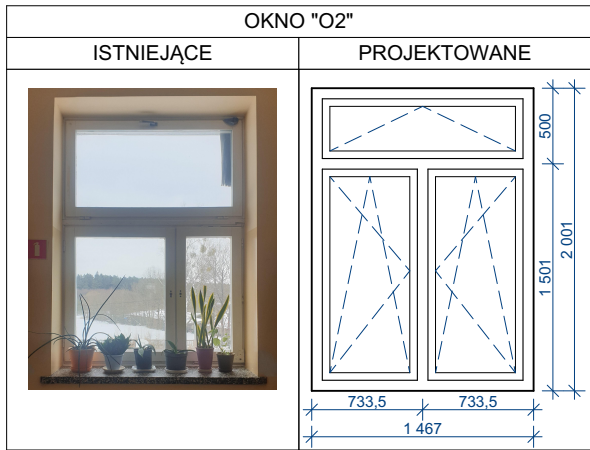 OKNO "O2"
ISTNIEJĄCE
PROJEKTOWANE
500
1 501
2 001
733,5
733,5
1 467